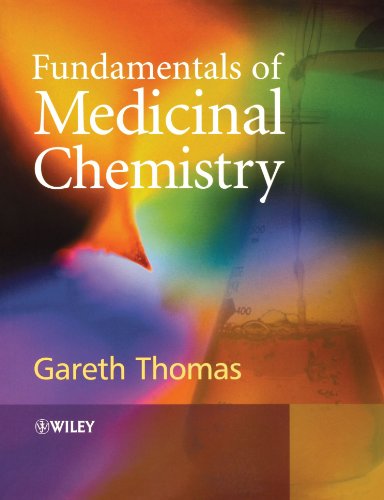 Fundamentals of
Medicinal
Chemistry
Gareth Thomas
WILEY